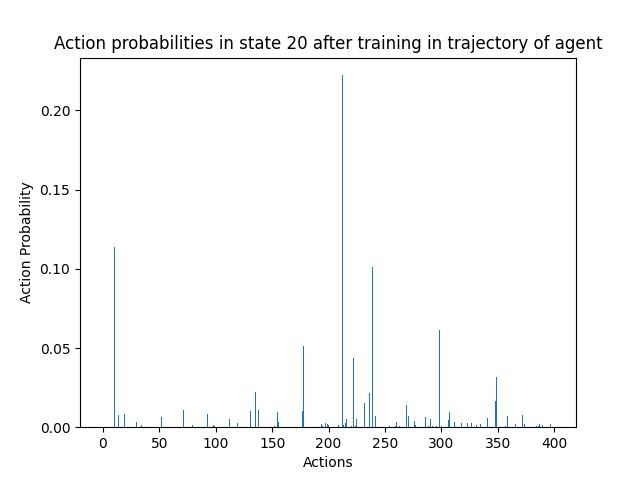 Action probabilities in state 20 after training in trajectory of agent
0.20
0.15
0.10
0.05
0.00
Action Probability
0 50 100 150 200 250 300 350 400
Actions